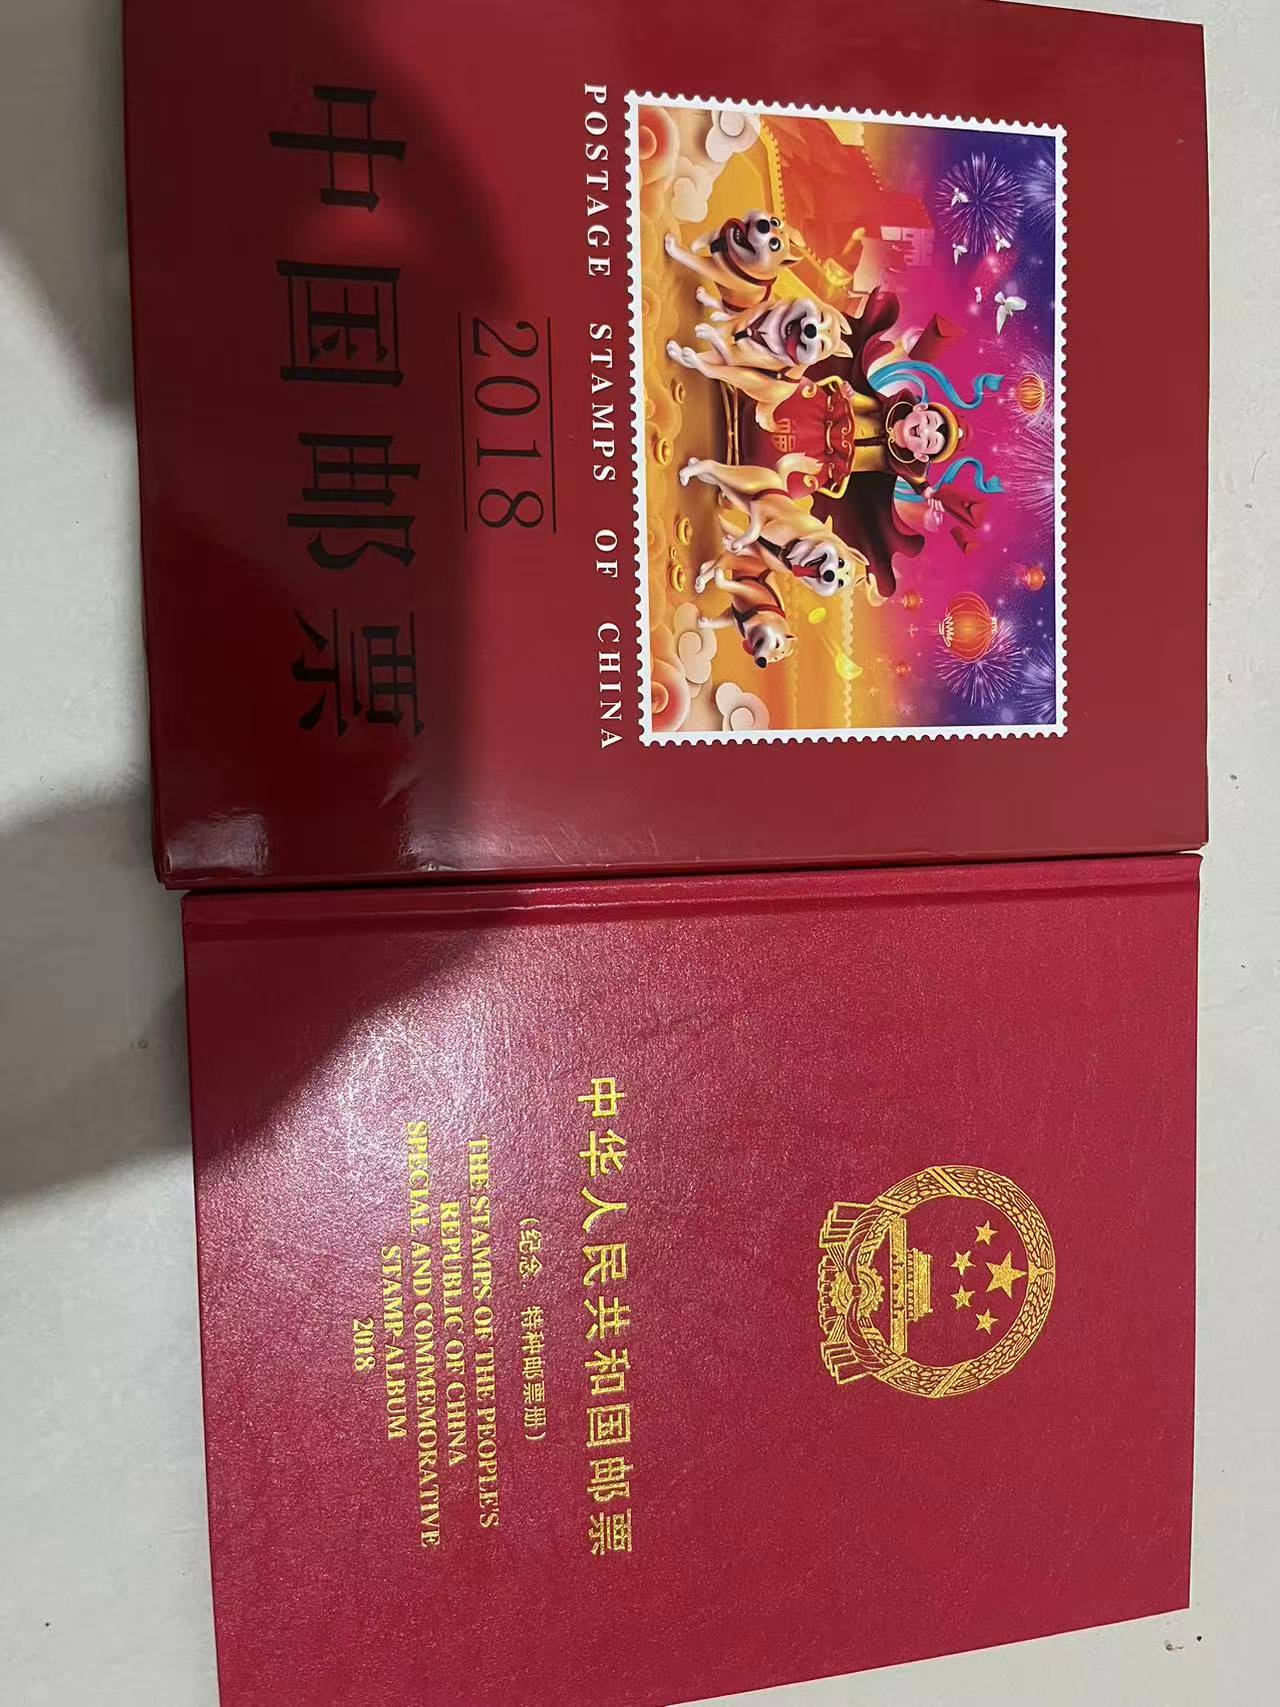 POSTAGE STAMPS OF CHINA
2018
中国邮票
中华人民共和国邮票
(纪念、特种邮票册)
THE STAMPS OF THE PEOPLE'S
REPUBLIC OF CHINA
SPECIAL AND COMMEMORATIVE
STAMP ALBUM
2018